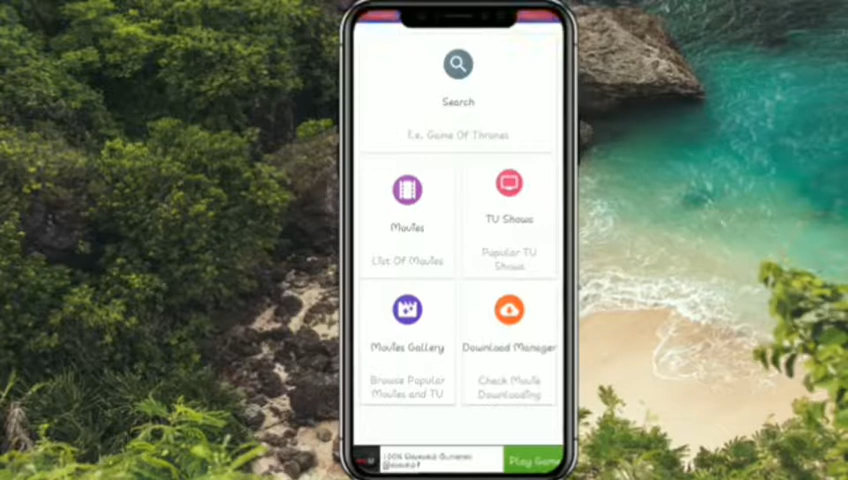 Search
I.e. Game Of Thrones
Movies
List Of Movies
TV Shows
Popular TV
Shows
Movies Gallery
Browse Popular
Movies and TV
Download Manager
Check Movie
Downloading
Play Game